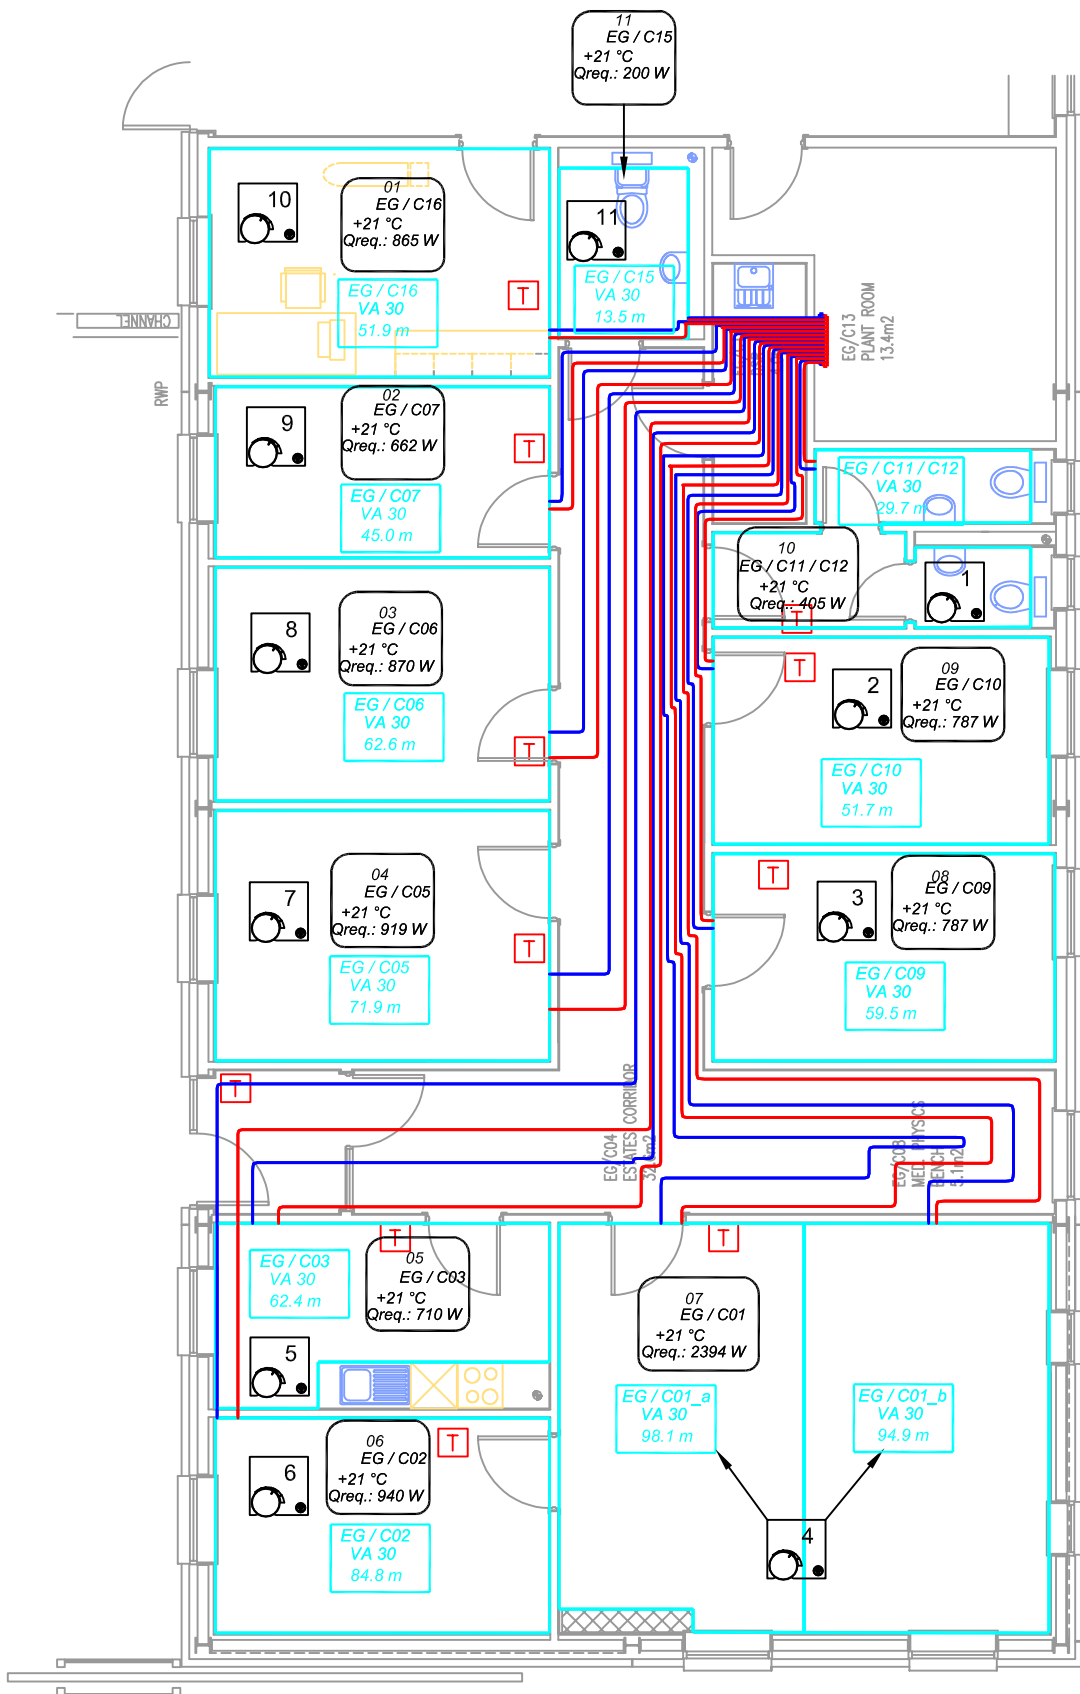 11
EG / C15
+21 °C
Qreq.: 200 W
10
01
EG / C16
+21 °C
Qreq.: 865 W
EG / C16
VA 30
51.9 m
T
11
EG / C15
VA 30
13.5 m
CHANNEL
RWP
EG/C13
PLANT ROOM
13.4m2
9
02
EG / C07
+21 °C
Qreq.: 662 W
EG / C07
VA 30
45.0 m
T
EG / C11 / C12
VA 30
29.7 m
8
03
EG / C06
+21 °C
Qreq.: 870 W
EG / C06
VA 30
62.6 m
T
10
EG / C11 / C12
+21 °C
Qreq.: 405 W
T
1
T
2
09
EG / C10
+21 °C
Qreq.: 787 W
EG / C10
VA 30
51.7 m
7
04
EG / C05
+21 °C
Qreq.: 919 W
EG / C05
VA 30
71.9 m
T
T
3
08
EG / C09
+21 °C
Qreq.: 787 W
EG / C09
VA 30
59.5 m
T
EG/C04
ESTATES CORRIDOR
EG/C08
MED. PHYSICS
BENCH
5.1m2
EG / C03
VA 30
62.4 m
T
05
EG / C03
+21 °C
Qreq.: 710 W
5
T
07
EG / C01
+21 °C
Qreq.: 2394 W
EG / C01_a
VA 30
98.1 m
EG / C01_b
VA 30
94.9 m
6
06
EG / C02
+21 °C
Qreq.: 940 W
T
EG / C02
VA 30
84.8 m
4